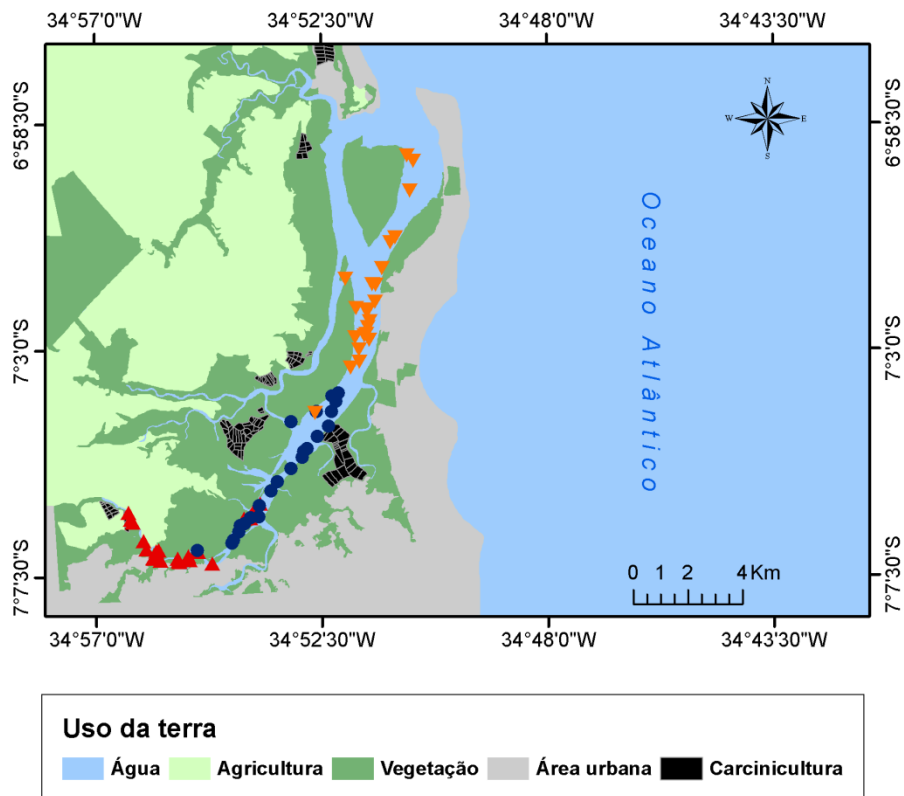 34°57'0"W 34°52'30"W 34°48'0"W 34°43'30"W
N
W E
S
6°58'30"S 6°58'30"S
Oceano Atlântico
7°3'0"S 7°3'0"S
0 1 2 4 Km
7°7'30"S 7°7'30"S
34°57'0"W 34°52'30"W 34°48'0"W 34°43'30"W
Uso da terra
Água Agricultura Vegetação Área urbana Carcinicultura